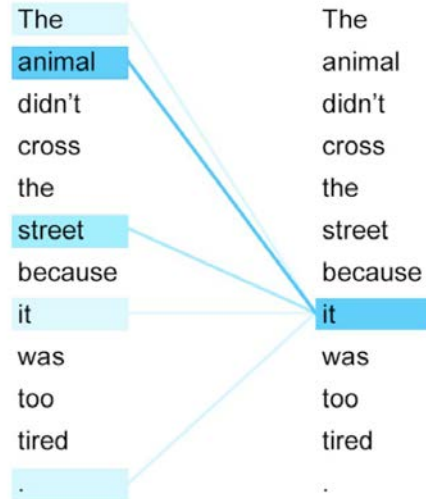 The
animal
didn't
cross
the
street
because
it
was
too
tired
.
The
animal
didn't
cross
the
street
because
it
was
too
tired
.